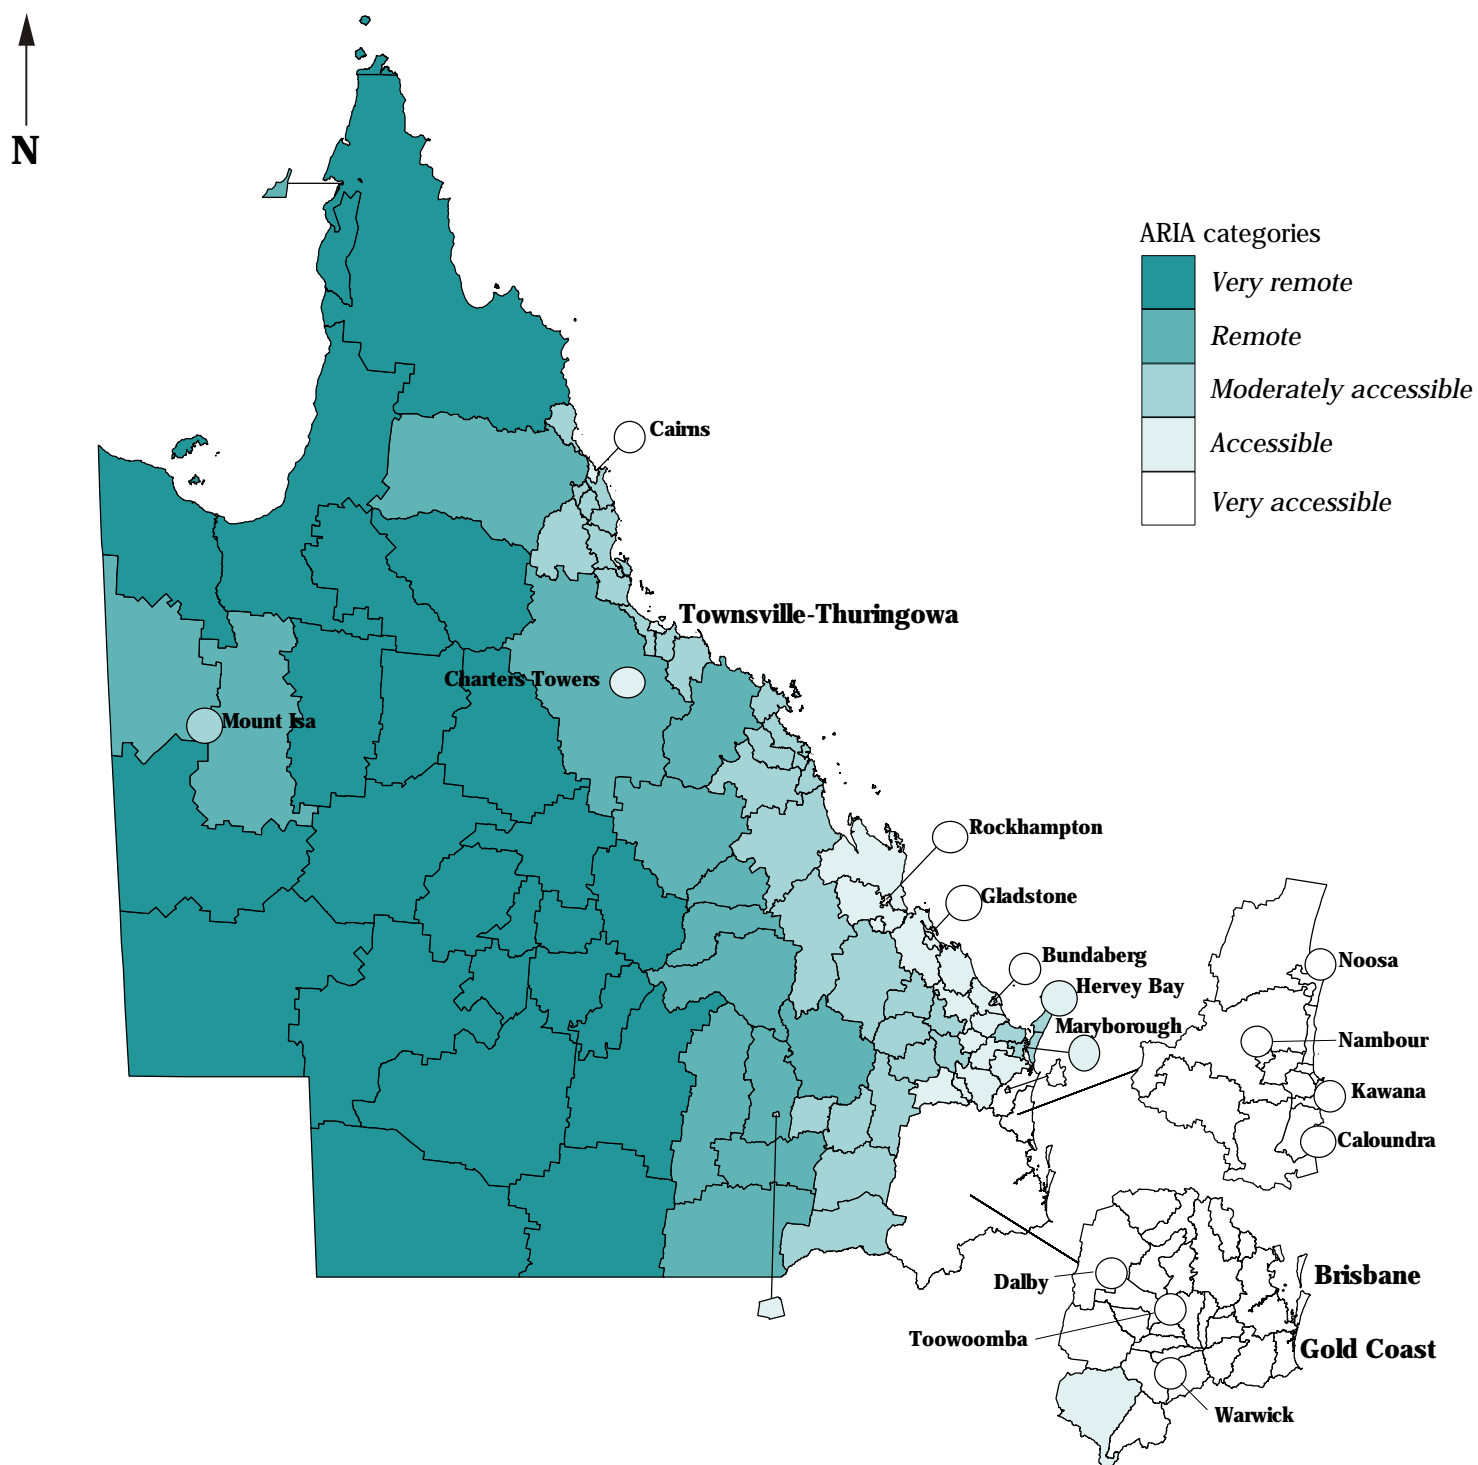 N
ARIA categories
Very remote
Remote
Moderately accessible
Accessible
Very accessible
Cairns
Townsville-Thuringowa
Charters Towers
Mount Isa
Rockhampton
Gladstone
Bundaberg
Hervey Bay
Maryborough
Noosa
Nambour
Kawana
Caloundra
Dalby
Brisbane
Toowoomba
Gold Coast
Warwick